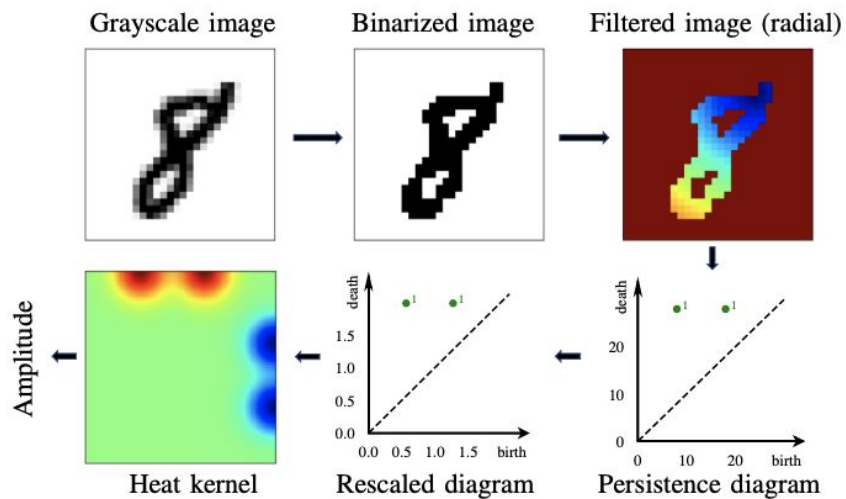 Grayscale image
Binarized image
Filtered image (radial)
Amplitude
death
1
1
1.5
1.0
0.5
0.0
0.0 0.5 1.0 1.5 birth
death
1
1
20
10
0
0 10 20 birth
Heat kernel
Rescaled diagram
Persistence diagram